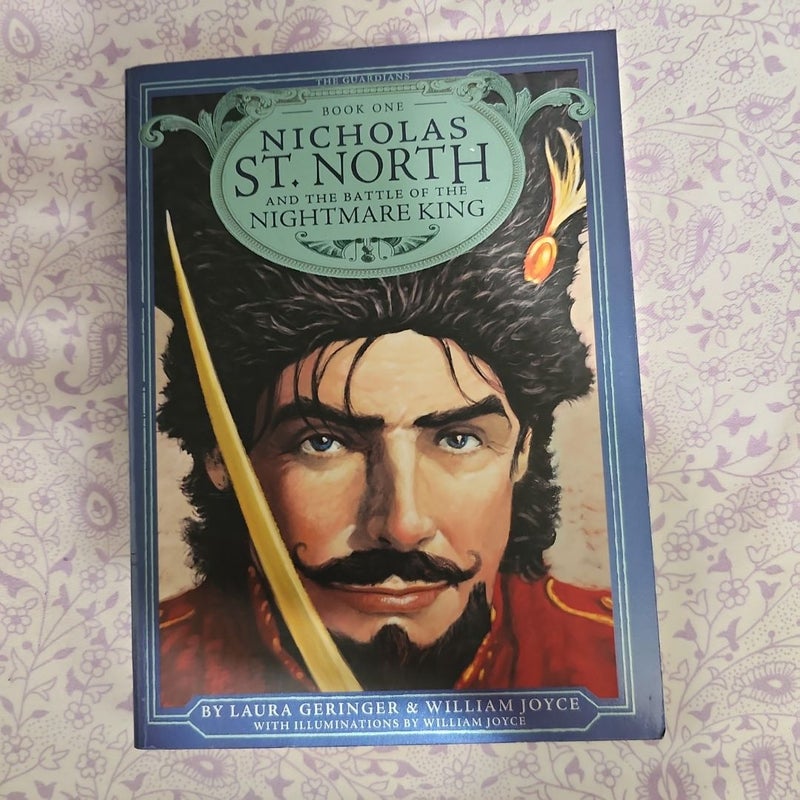 THE GUARDIANS
BOOK ONE
NICHOLAS
ST. NORTH
AND THE BATTLE OF THE
NIGHTMARE KING
BY LAURA GERINGER & WILLIAM JOYCE
WITH ILLUMINATIONS BY WILLIAM JOYCE